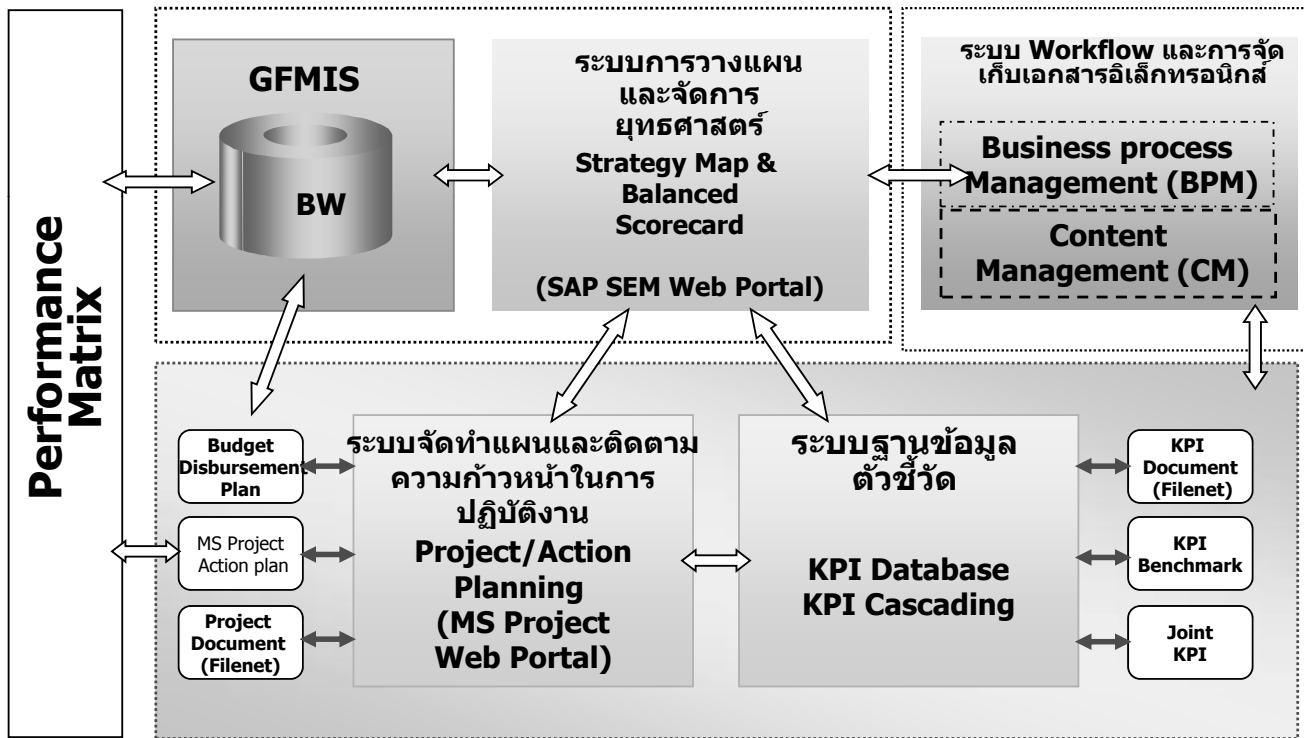 Performance
Matrix
GFMIS
BW
ระบบการวางแผน
และจัดการ
ยุทธศาสตร์
Strategy Map &
Balanced
Scorecard
(SAP SEM Web Portal)
ระบบ Workflow และการจัด
เก็บเอกสารอิเล็กทรอนิกส์
Business process
Management (BPM)
Content
Management (CM)
Budget
Disbursement
Plan
MS Project
Action plan
Project
Document
(Filenet)
ระบบจัดทำแผนและติดตาม
ความก้าวหน้าในการ
ปฏิบัติงาน
Project/Action
Planning
(MS Project
Web Portal)
ระบบฐานข้อมูล
ตัวชี้วัด
KPI Database
KPI Cascading
KPI
Document
(Filenet)
KPI
Benchmark
Joint
KPI